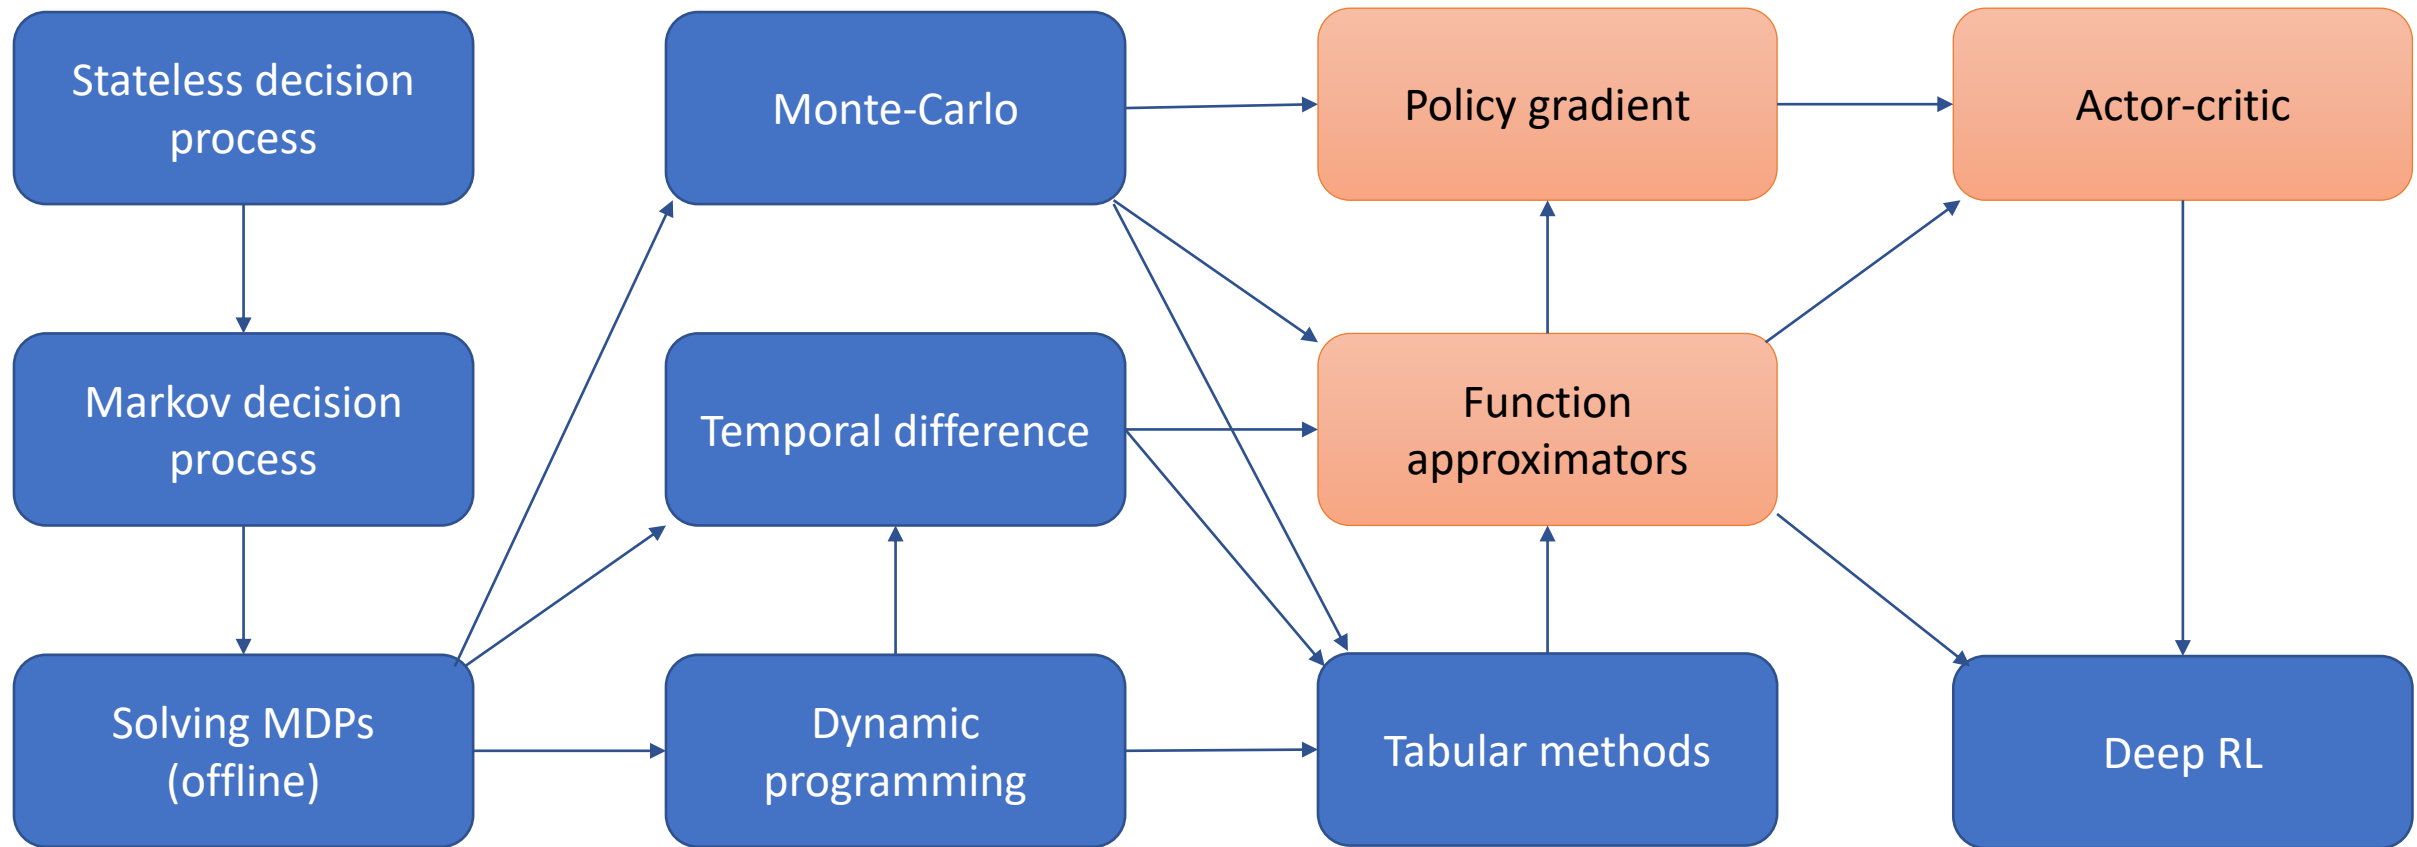 Stateless decision
process
Monte-Carlo
Policy gradient
Actor-critic
Markov decision
process
Temporal difference
Function
approximators
Solving MDPs
(offline)
Dynamic
programming
Tabular methods
Deep RL